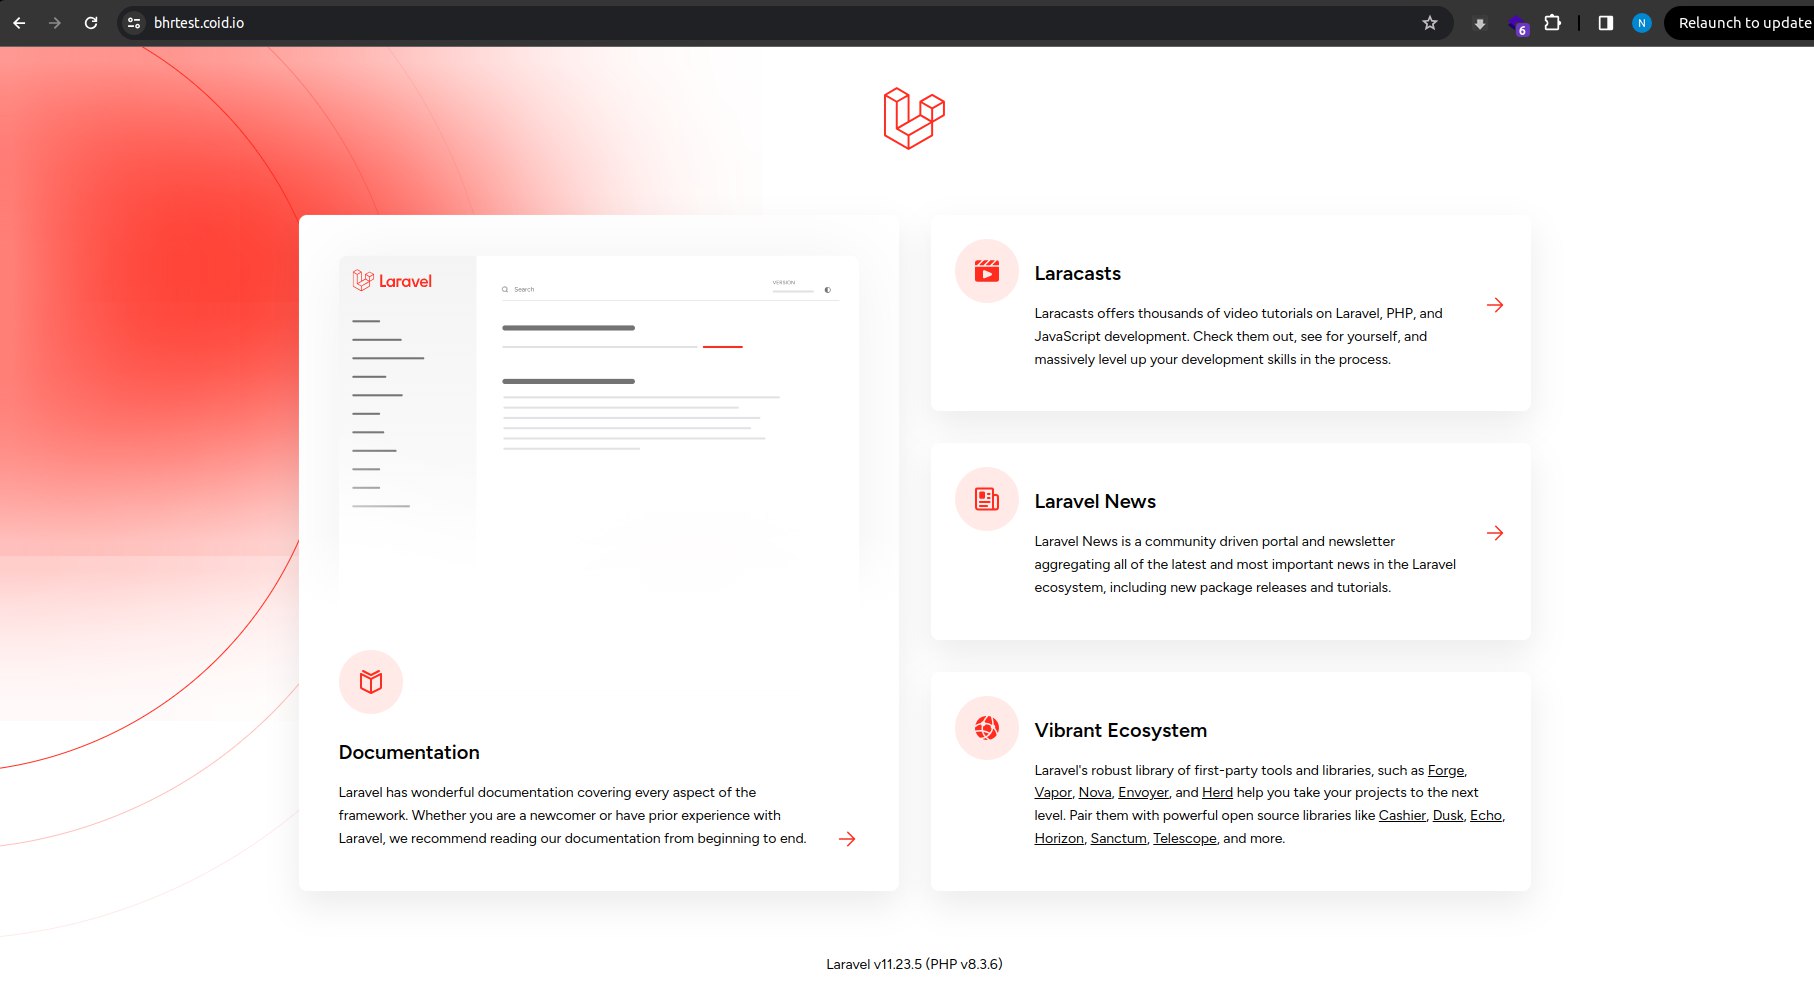 bhrtest.coid.io
6
N
Relaunch to update
Laravel
Search
VERSION
Documentation
Laravel has wonderful documentation covering every aspect of the
framework. Whether you are a newcomer or have prior experience with
Laravel, we recommend reading our documentation from beginning to end.
Laracasts
Laracasts offers thousands of video tutorials on Laravel, PHP, and
JavaScript development. Check them out, see for yourself, and
massively level up your development skills in the process.
Laravel News
Laravel News is a community driven portal and newsletter
aggregating all of the latest and most important news in the Laravel
ecosystem, including new package releases and tutorials.
Vibrant Ecosystem
Laravel's robust library of first-party tools and libraries, such as Forge,
Vapor, Nova, Envoyer, and Herd help you take your projects to the next
level. Pair them with powerful open source libraries like Cashier, Dusk, Echo,
Horizon, Sanctum, Telescope, and more.
Laravel v11.23.5 (PHP v8.3.6)